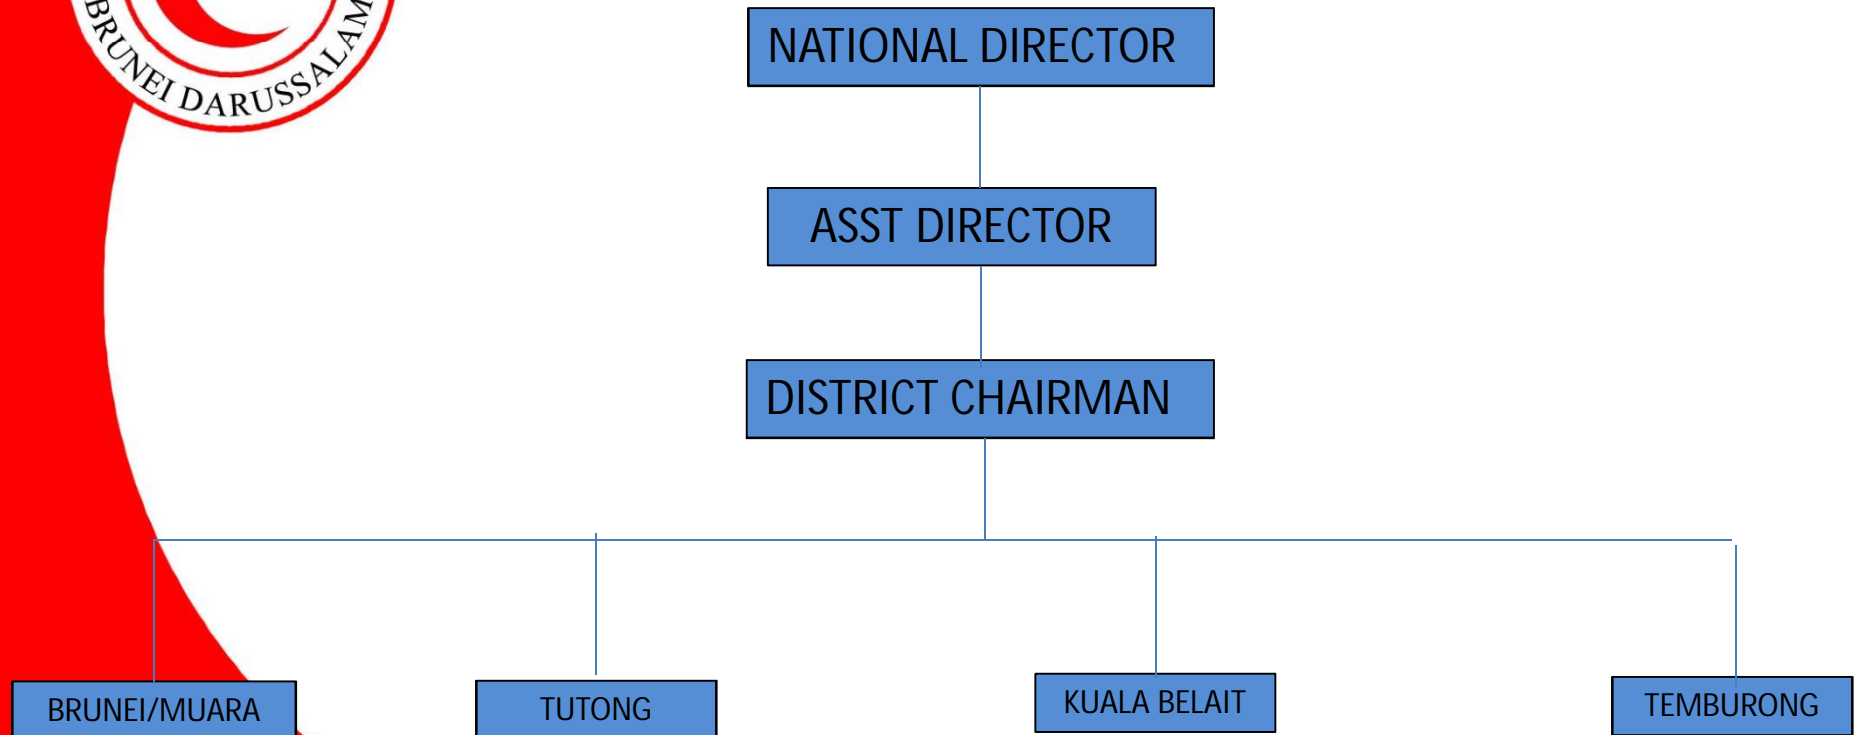 BRUNEI DARUSSALAM
NATIONAL DIRECTOR
ASST DIRECTOR
DISTRICT CHAIRMAN
BRUNEI/MUARA
TUTONG
KUALA BELAIT
TEMBURONG